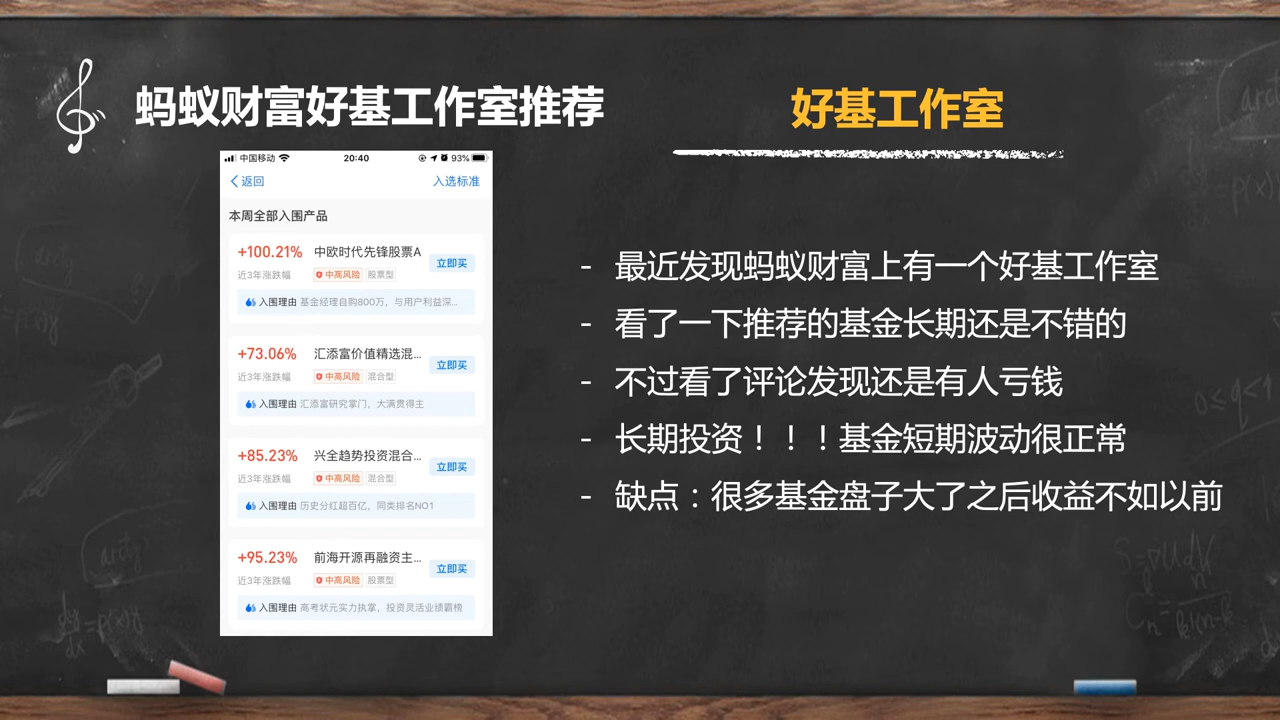 蚂蚁财富好基工作室推荐
好基工作室
中国移动 20:40 93%
返回 入选标准
本周全部入围产品
+100.21% 中欧时代先锋股票A
立即买
近3年涨跌幅 中高风险 股票型
入围理由 基金经理自购800万，与用户利益深...
+73.06% 汇添富价值精选混...
立即买
近3年涨跌幅 中高风险 混合型
入围理由 汇添富研究掌门，大满贯得主
+85.23% 兴全趋势投资混合...
立即买
近3年涨跌幅 中高风险 混合型
入围理由 历史分红超百亿，同类排名NO1
+95.23% 前海开源再融资主...
立即买
近3年涨跌幅 中高风险 股票型
入围理由 高考状元实力执掌，投资灵活业绩霸榜
- 最近发现蚂蚁财富上有一个好基工作室
- 看了一下推荐的基金长期还是不错的
- 不过看了评论发现还是有人亏钱
- 长期投资！！！基金短期波动很正常
- 缺点：很多基金盘子大了之后收益不如以前